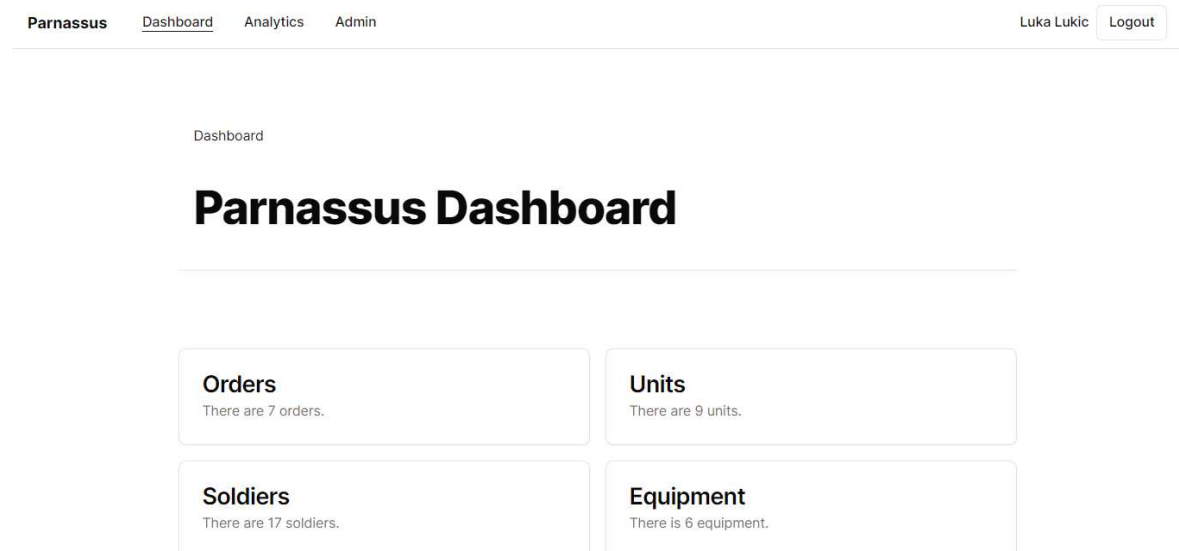 Parnassus Dashboard Analytics Admin Luka Lukic Logout
Dashboard
Parnassus Dashboard
Orders
There are 7 orders.
Units
There are 9 units.
Soldiers
There are 17 soldiers.
Equipment
There is 6 equipment.